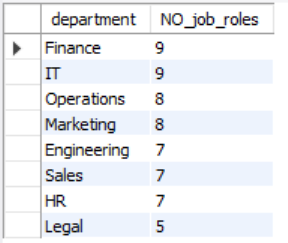 department NO_job_roles
Finance 9
IT 9
Operations 8
Marketing 8
Engineering 7
Sales 7
HR 7
Legal 5